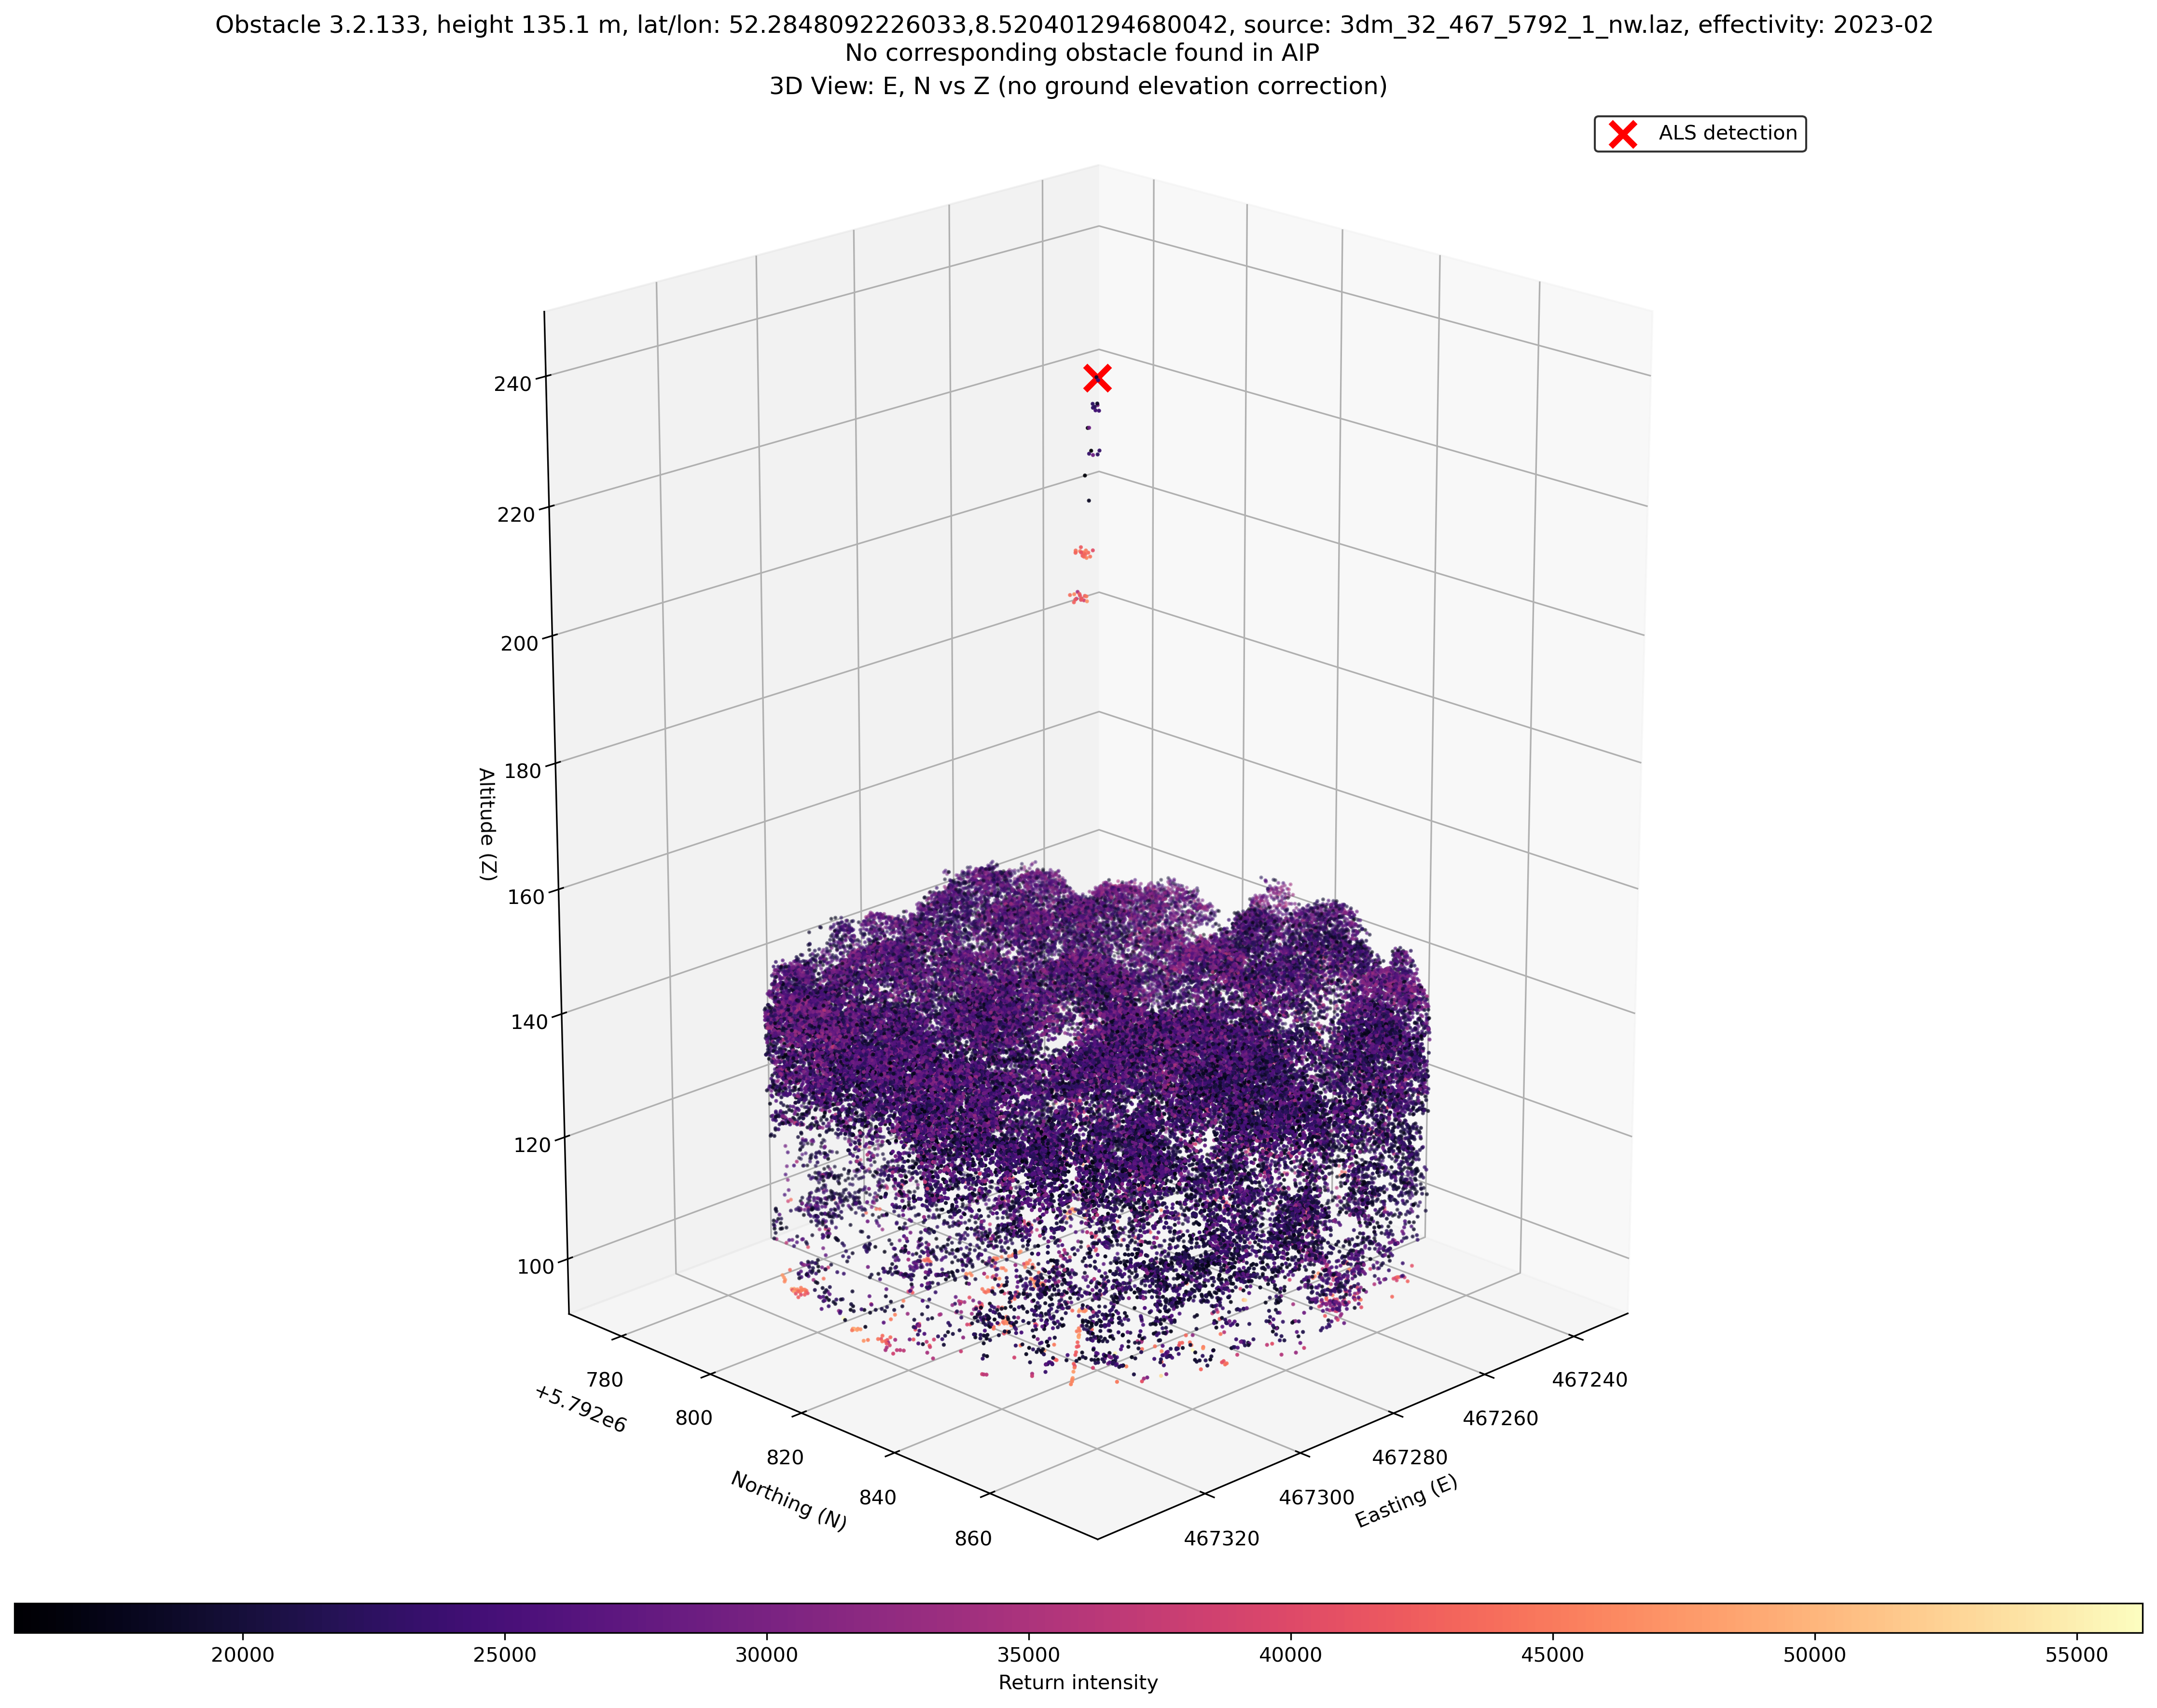 Obstacle 3.2.133, height 135.1 m, lat/lon: 52.2848092226033,8.520401294680042, source: 3dm_32_467_5792_1_nw.laz, effectivity: 2023-02
No corresponding obstacle found in AIP
3D View: E, N vs Z (no ground elevation correction)
ALS detection
240
220
200
180
160
140
120
100
Altitude (Z)
780
800
820
840
860
+5.792e6
Northing (N)
467240
467260
467280
467300
467320
Easting (E)
20000 25000 30000 35000 40000 45000 50000 55000
Return intensity